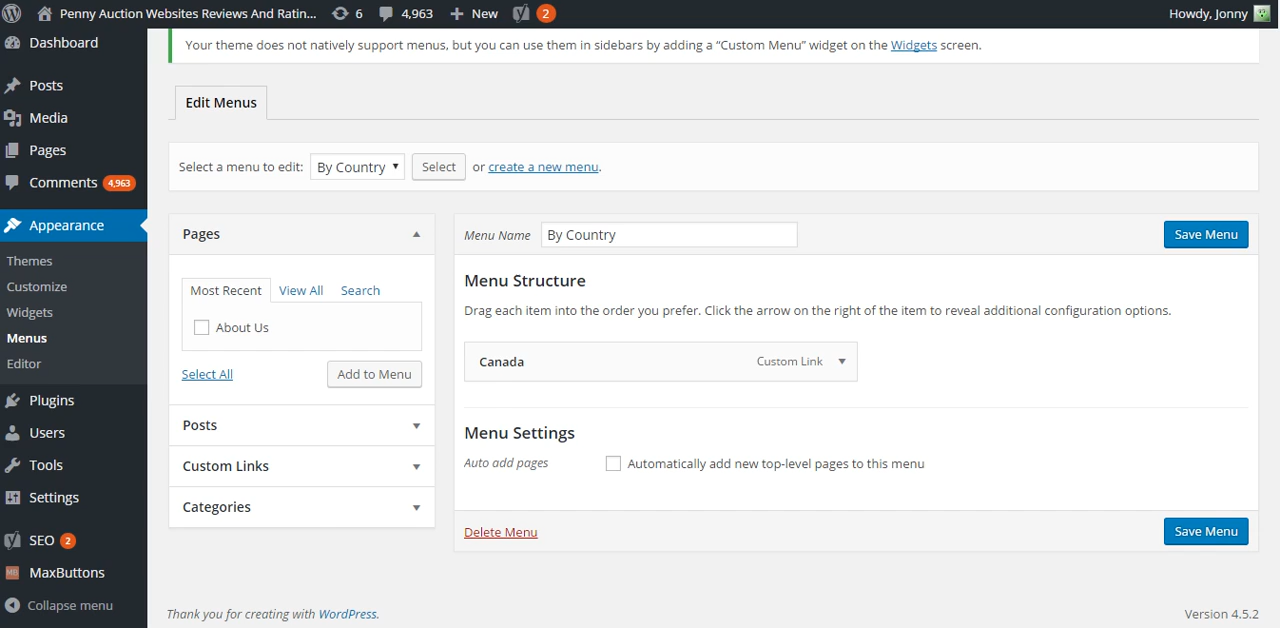 Penny Auction Websites Reviews And Ratin... 6 4,963 New 2 Howdy, Jonny
Dashboard
Posts
Media
Pages
Comments 4,963
Appearance
Themes
Customize
Widgets
Menus
Editor
Plugins
Users
Tools
Settings
SEO 2
MB MaxButtons
Collapse menu
Your theme does not natively support menus, but you can use them in sidebars by adding a “Custom Menu” widget on the Widgets screen.
Edit Menus
Select a menu to edit: By Country Select or create a new menu.
Pages
Most Recent View All Search
About Us
Select All Add to Menu
Posts
Custom Links
Categories
Menu Name By Country Save Menu
Menu Structure
Drag each item into the order you prefer. Click the arrow on the right of the item to reveal additional configuration options.
Canada Custom Link
Menu Settings
Auto add pages Automatically add new top-level pages to this menu
Delete Menu Save Menu
Thank you for creating with WordPress. Version 4.5.2